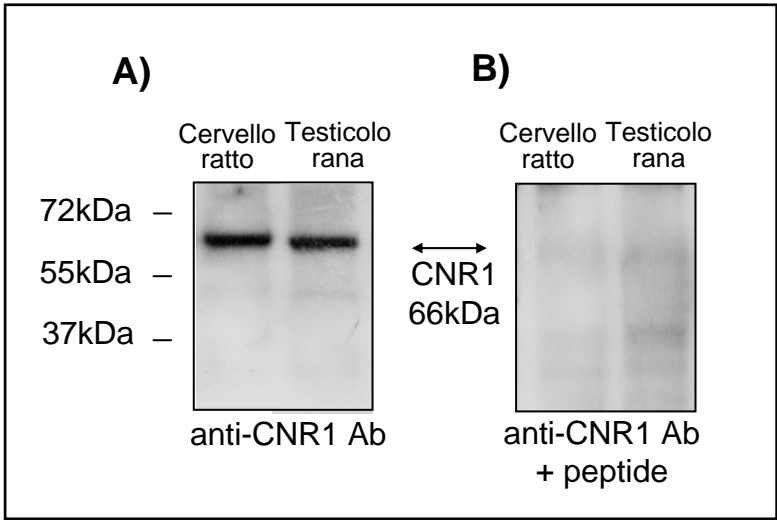 A)
Cervello
ratto
Testicolo
rana
72kDa
55kDa
37kDa
anti-CNR1 Ab
CNR1
66kDa
B)
Cervello
ratto
Testicolo
rana
anti-CNR1 Ab
+ peptide